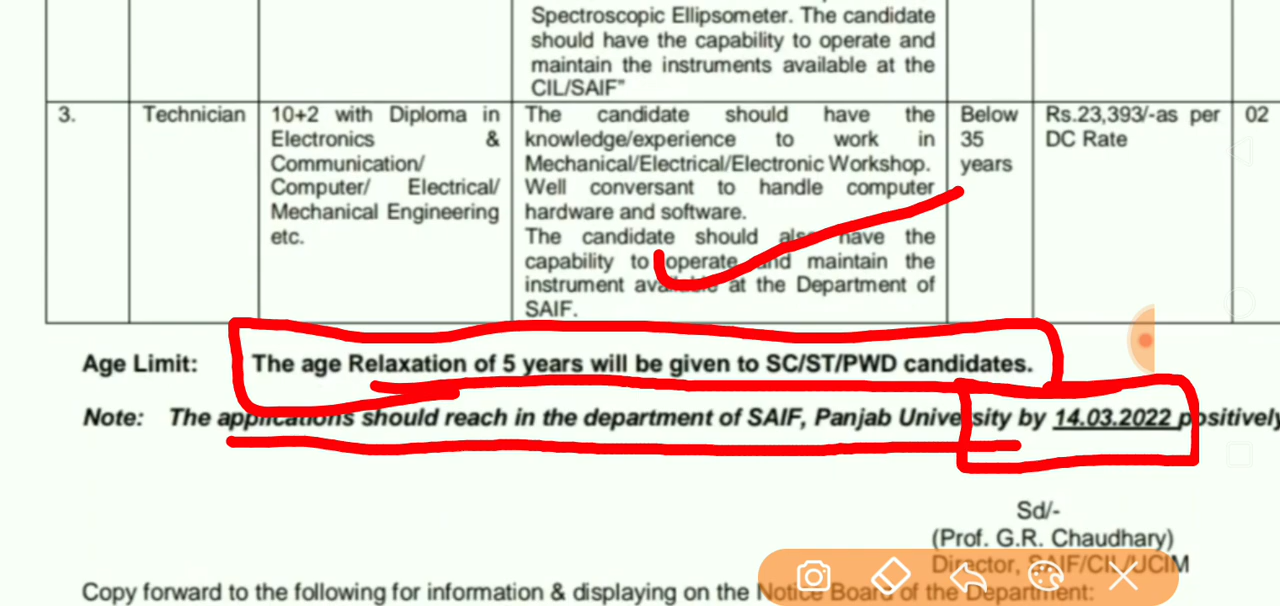 Spectroscopic Ellipsometer. The candidate
should have the capability to operate and
maintain the instruments available at the
CIL/SAIF"
3. Technician 10+2 with Diploma in The candidate should have the Below Rs.23,393/-as per 02
Electronics & knowledge/experience to work in 35 DC Rate
Communication/ Mechanical/Electrical/Electronic Workshop. years
Computer/ Electrical/ Well conversant to handle computer
Mechanical Engineering hardware and software.
etc. The candidate should also have the
capability to operate and maintain the
instrument available at the Department of
SAIF.
Age Limit: The age Relaxation of 5 years will be given to SC/ST/PWD candidates.
Note: The applications should reach in the department of SAIF, Panjab University by 14.03.2022 positively
Sd/-
(Prof. G.R. Chaudhary)
Director, SAIF/CIL/UCIM
Copy forward to the following for information & displaying on the Notice Board of the Department: